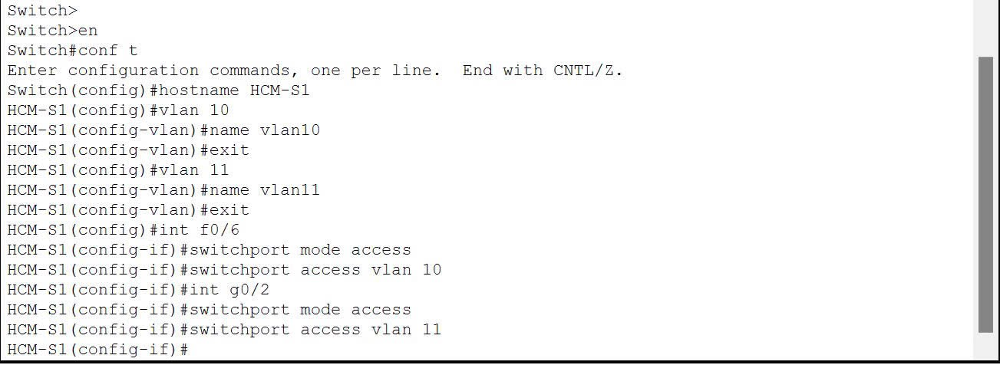 Switch>
Switch>en
Switch#conf t
Enter configuration commands, one per line.  End with CNTL/Z.
Switch(config)#hostname HCM-S1
HCM-S1(config)#vlan 10
HCM-S1(config-vlan)#name vlan10
HCM-S1(config-vlan)#exit
HCM-S1(config)#vlan 11
HCM-S1(config-vlan)#name vlan11
HCM-S1(config-vlan)#exit
HCM-S1(config)#int f0/6
HCM-S1(config-if)#switchport mode access
HCM-S1(config-if)#switchport access vlan 10
HCM-S1(config-if)#int g0/2
HCM-S1(config-if)#switchport mode access
HCM-S1(config-if)#switchport access vlan 11
HCM-S1(config-if)#